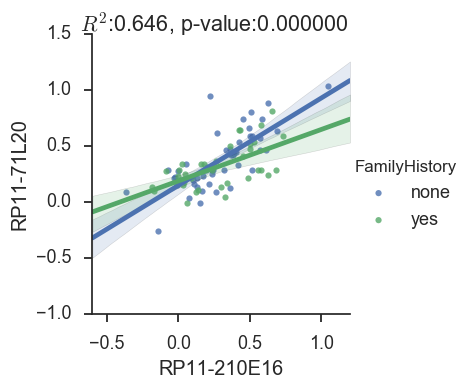 R²:0.646, p-value:0.000000
1.5
1.0
0.5
0.0
−0.5
−1.0
RP11-71L20
−0.5 0.0 0.5 1.0
RP11-210E16
FamilyHistory
none
yes